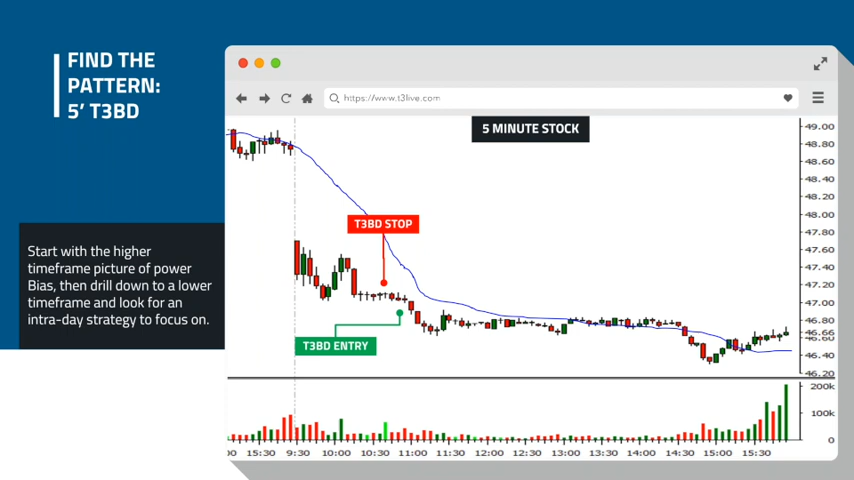 FIND THE
PATTERN:
5' T3BD
Start with the higher
timeframe picture of power
Bias, then drill down to a lower
timeframe and look for an
intra-day strategy to focus on.
https://www.t3live.com
5 MINUTE STOCK
T3BD STOP
T3BD ENTRY
49.00
48.80
48.60
48.40
48.20
48.00
47.80
47.60
47.40
47.20
47.00
46.80
46.66
46.60
46.40
46.20
200k
100k
0
00 15:30 9:30 10:00 10:30 11:00 11:30 12:00 12:30 13:00 13:30 14:00 14:30 15:00 15:30